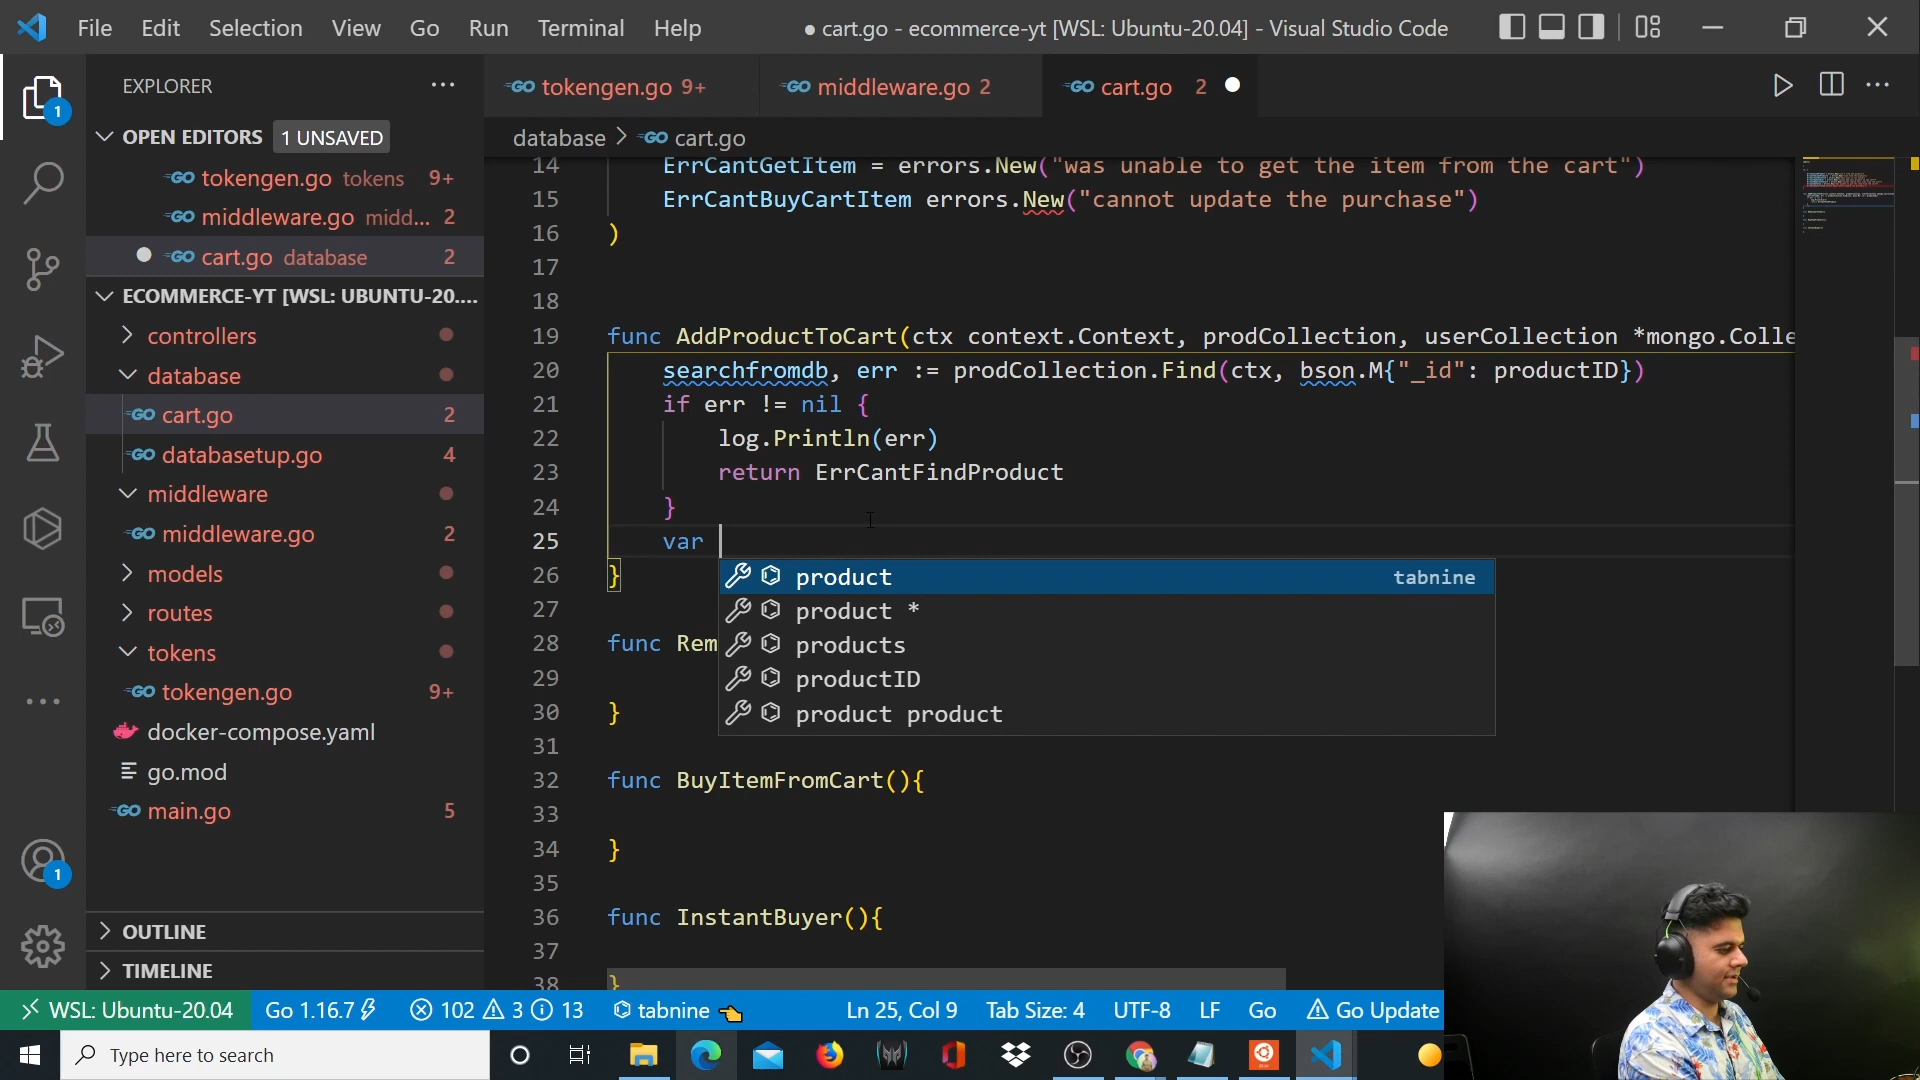 File Edit Selection View Go Run Terminal Help
● cart.go - ecommerce-yt [WSL: Ubuntu-20.04] - Visual Studio Code
EXPLORER
OPEN EDITORS 1 UNSAVED
tokengen.go tokens 9+
middleware.go midd... 2
cart.go database 2
ECOMMERCE-YT [WSL: UBUNTU-20....
controllers
database
cart.go 2
databasetup.go 4
middleware
middleware.go 2
models
routes
tokens
tokengen.go 9+
docker-compose.yaml
go.mod
main.go 5
OUTLINE
TIMELINE
1
1
tokengen.go 9+
middleware.go 2
cart.go 2
database > cart.go
14 ErrCantGetItem = errors.New("was unable to get the item from the cart")
15 ErrCantBuyCartItem errors.New("cannot update the purchase")
16 )
17
18
19 func AddProductToCart(ctx context.Context, prodCollection, userCollection *mongo.Colle
20 searchfromdb, err := prodCollection.Find(ctx, bson.M{"_id": productID})
21 if err != nil {
22 log.Println(err)
23 return ErrCantFindProduct
24 }
25 var
26 }
27
28 func Rem
29
30 }
31
32 func BuyItemFromCart(){
33
34 }
35
36 func InstantBuyer(){
37
38 }
product tabnine
product *
products
productID
product product
WSL: Ubuntu-20.04 Go 1.16.7 102 3 13 tabnine Ln 25, Col 9 Tab Size: 4 UTF-8 LF Go Go Update
Type here to search